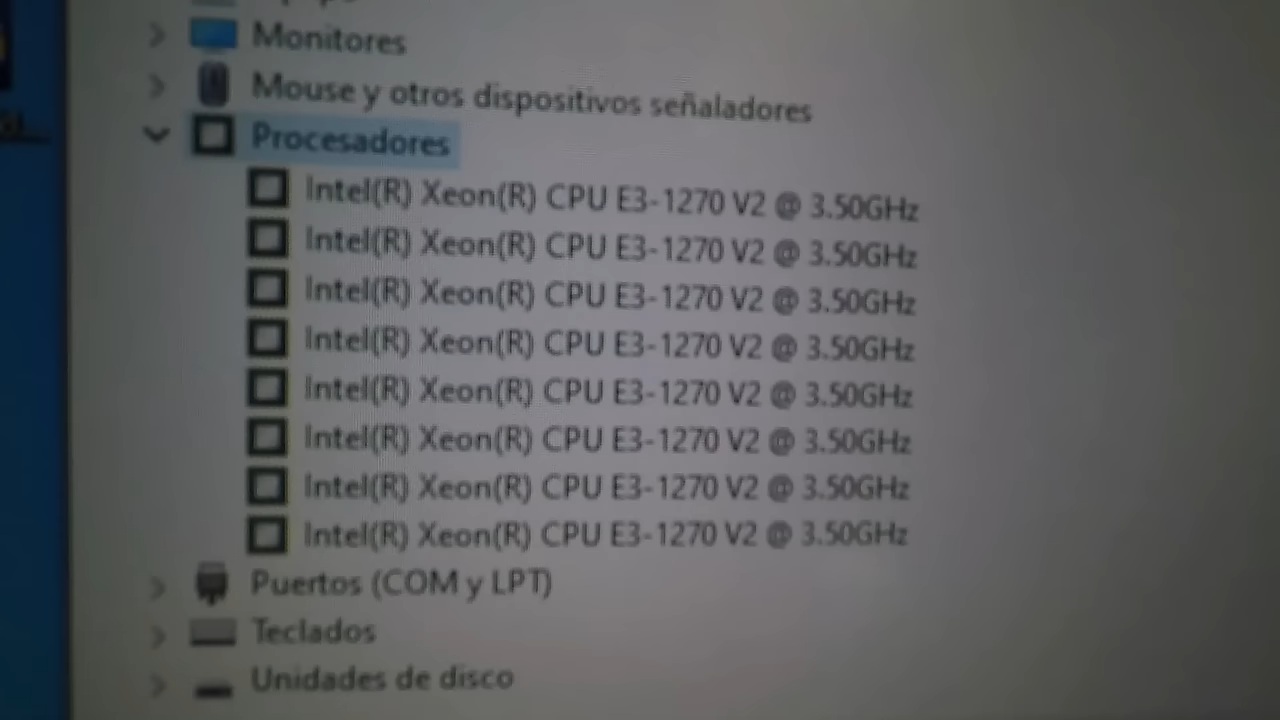 Monitores
Mouse y otros dispositivos señaladores
Procesadores
Intel(R) Xeon(R) CPU E3-1270 V2 @ 3.50GHz
Intel(R) Xeon(R) CPU E3-1270 V2 @ 3.50GHz
Intel(R) Xeon(R) CPU E3-1270 V2 @ 3.50GHz
Intel(R) Xeon(R) CPU E3-1270 V2 @ 3.50GHz
Intel(R) Xeon(R) CPU E3-1270 V2 @ 3.50GHz
Intel(R) Xeon(R) CPU E3-1270 V2 @ 3.50GHz
Intel(R) Xeon(R) CPU E3-1270 V2 @ 3.50GHz
Intel(R) Xeon(R) CPU E3-1270 V2 @ 3.50GHz
Puertos (COM y LPT)
Teclados
Unidades de disco